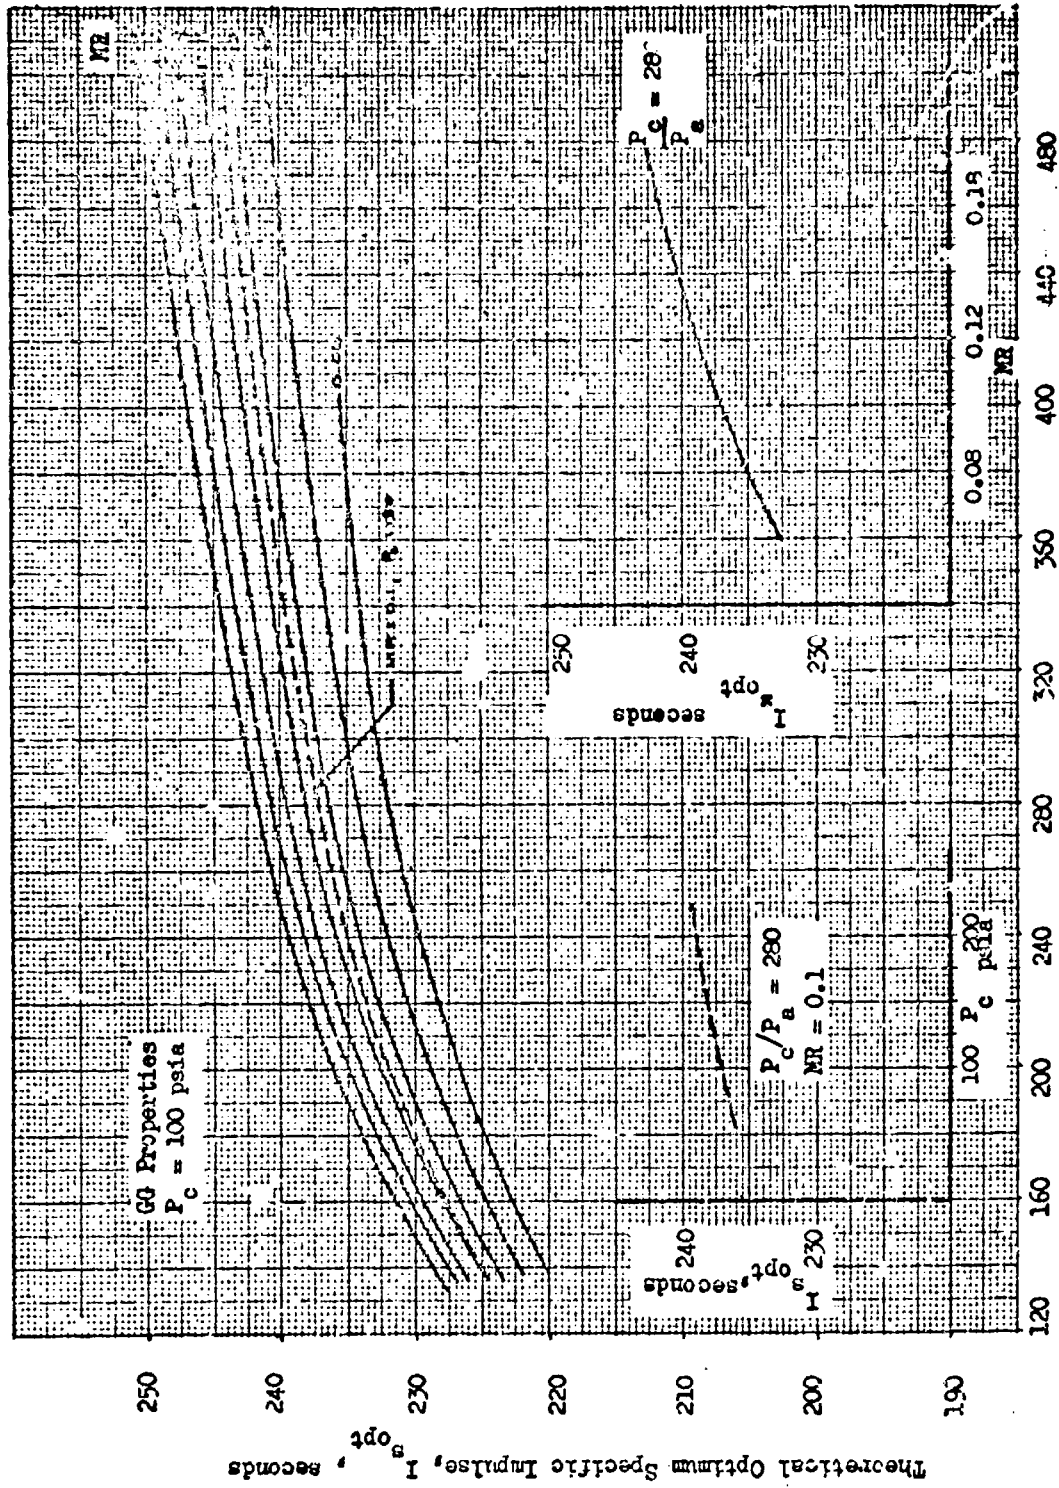 MR
GG Properties
P_c = 100 psia
P_c / P_a = 28
250
240
230
220
210
200
190
Theoretical Optimum Specific Impulse, I_s opt, seconds
250
240
230
I_s opt
seconds
0.08 0.12 0.18
MR
240
230
I_s opt, seconds
P_c/P_a = 280
MR = 0.1
100 P_c 200
psia
120 160 200 240 280 320 360 400 440 480